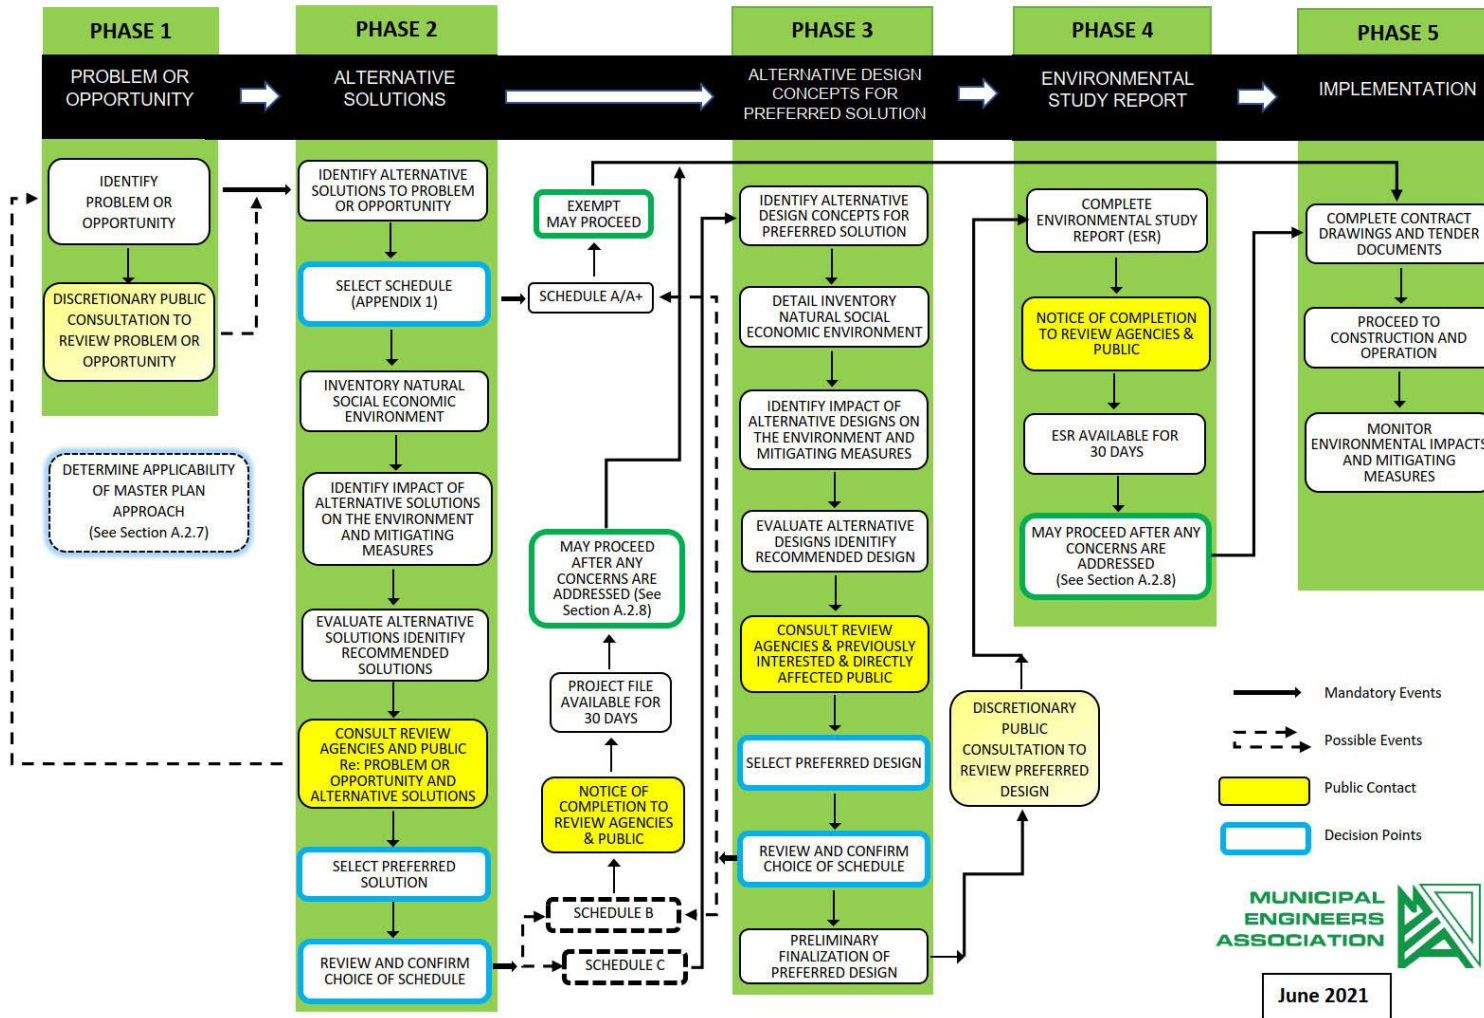 PHASE 1
PHASE 2
PHASE 3
PHASE 4
PHASE 5
PROBLEM OR
OPPORTUNITY
ALTERNATIVE
SOLUTIONS
ALTERNATIVE DESIGN
CONCEPTS FOR
PREFERRED SOLUTION
ENVIRONMENTAL
STUDY REPORT
IMPLEMENTATION
IDENTIFY
PROBLEM OR
OPPORTUNITY
DISCRETIONARY PUBLIC
CONSULTATION TO
REVIEW PROBLEM OR
OPPORTUNITY
DETERMINE APPLICABILITY
OF MASTER PLAN
APPROACH
(See Section A.2.7)
IDENTIFY ALTERNATIVE
SOLUTIONS TO PROBLEM
OR OPPORTUNITY
SELECT SCHEDULE
(APPENDIX 1)
INVENTORY NATURAL
SOCIAL ECONOMIC
ENVIRONMENT
IDENTIFY IMPACT OF
ALTERNATIVE SOLUTIONS
ON THE ENVIRONMENT
AND MITIGATING
MEASURES
EVALUATE ALTERNATIVE
SOLUTIONS IDENITIFY
RECOMMENDED
SOLUTIONS
CONSULT REVIEW
AGENCIES AND PUBLIC
Re: PROBLEM OR
OPPORTUNITY AND
ALTERNATIVE SOLUTIONS
SELECT PREFERRED
SOLUTION
REVIEW AND CONFIRM
CHOICE OF SCHEDULE
EXEMPT
MAY PROCEED
SCHEDULE A/A+
MAY PROCEED
AFTER ANY
CONCERNS ARE
ADDRESSED (See
Section A.2.8)
PROJECT FILE
AVAILABLE FOR
30 DAYS
NOTICE OF
COMPLETION TO
REVIEW AGENCIES
& PUBLIC
SCHEDULE B
SCHEDULE C
IDENTIFY ALTERNATIVE
DESIGN CONCEPTS FOR
PREFERRED SOLUTION
DETAIL INVENTORY
NATURAL SOCIAL
ECONOMIC ENVIRONMENT
IDENTIFY IMPACT OF
ALTERNATIVE DESIGNS ON
THE ENVIRONMENT AND
MITIGATING MEASURES
EVALUATE ALTERNATIVE
DESIGNS IDENITIFY
RECOMMENDED DESIGN
CONSULT REVIEW
AGENCIES & PREVIOUSLY
INTERESTED & DIRECTLY
AFFECTED PUBLIC
SELECT PREFERRED DESIGN
REVIEW AND CONFIRM
CHOICE OF SCHEDULE
PRELIMINARY
FINALIZATION OF
PREFERRED DESIGN
DISCRETIONARY
PUBLIC
CONSULTATION TO
REVIEW PREFERRED
DESIGN
COMPLETE
ENVIRONMENTAL STUDY
REPORT (ESR)
NOTICE OF COMPLETION
TO REVIEW AGENCIES &
PUBLIC
ESR AVAILABLE FOR
30 DAYS
MAY PROCEED AFTER ANY
CONCERNS ARE
ADDRESSED
(See Section A.2.8)
COMPLETE CONTRACT
DRAWINGS AND TENDER
DOCUMENTS
PROCEED TO
CONSTRUCTION AND
OPERATION
MONITOR
ENVIRONMENTAL IMPACTS
AND MITIGATING
MEASURES
Mandatory Events
Possible Events
Public Contact
Decision Points
MUNICIPAL
ENGINEERS
ASSOCIATION
MEA
June 2021